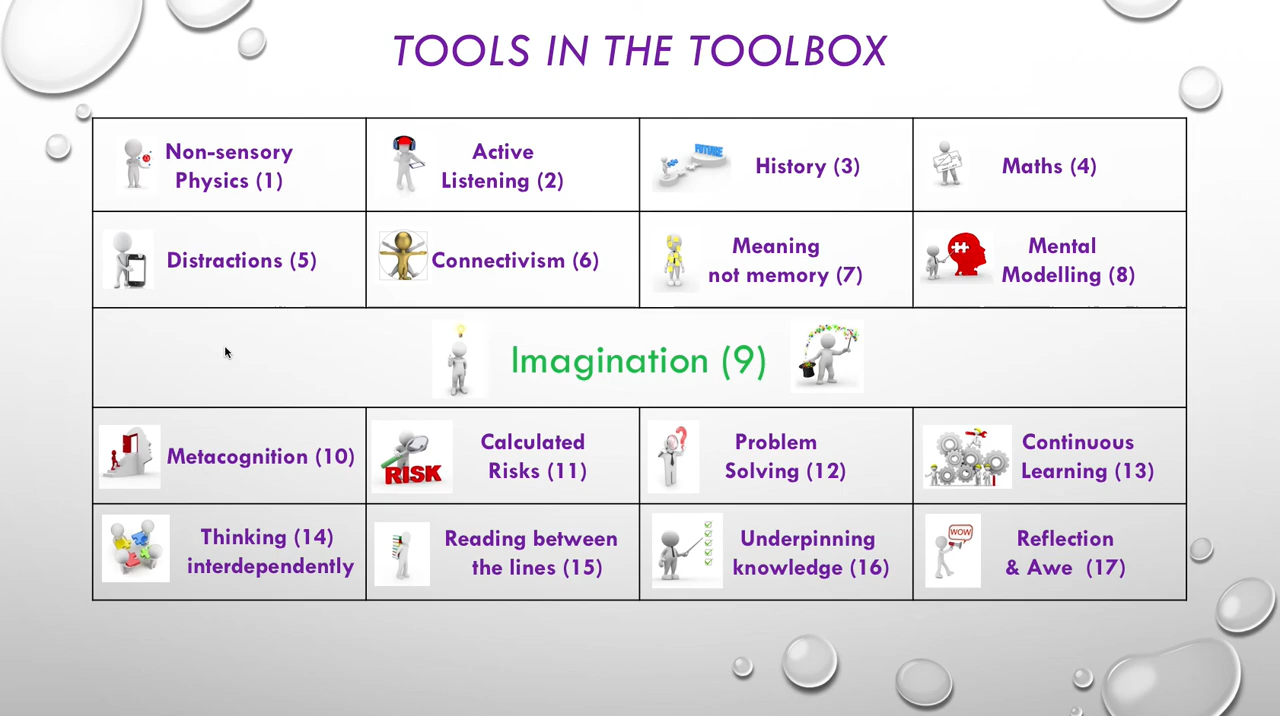 TOOLS IN THE TOOLBOX
Non-sensory
Physics (1)
Active
Listening (2)
FUTURE
History (3)
Maths (4)
Distractions (5)
Connectivism (6)
Meaning
not memory (7)
Mental
Modelling (8)
Imagination (9)
Metacognition (10)
RISK
Calculated
Risks (11)
?
Problem
Solving (12)
Continuous
Learning (13)
Thinking (14)
interdependently
Reading between
the lines (15)
Underpinning
knowledge (16)
WOW
Reflection
& Awe (17)